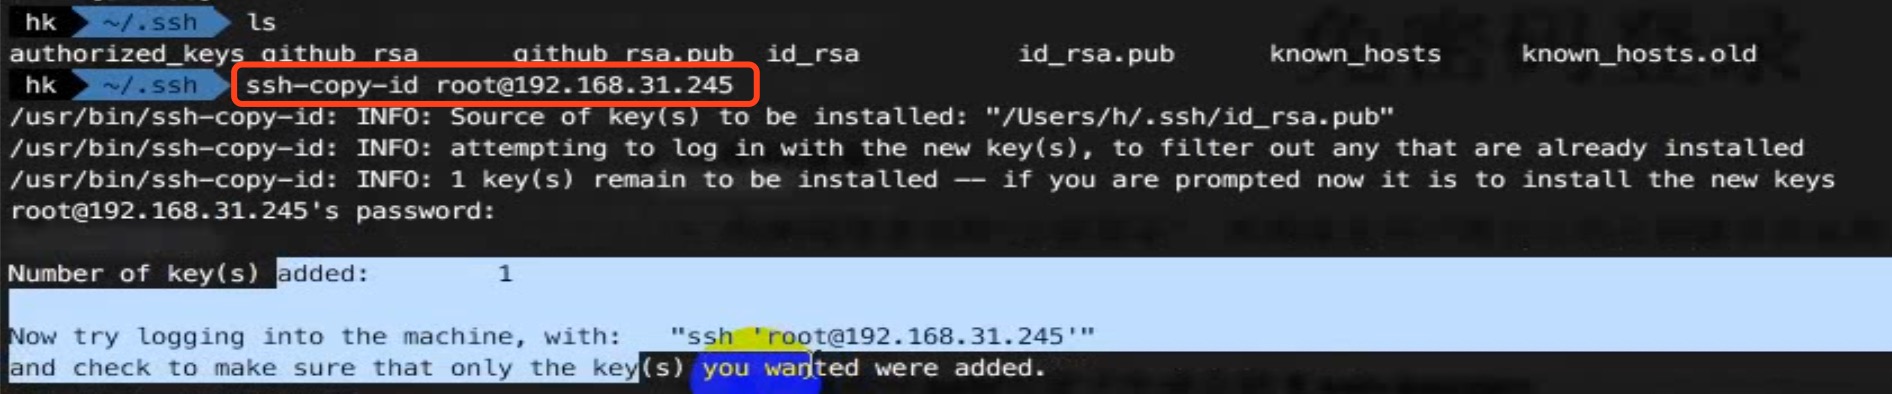 hk ~/.ssh ls
authorized_keys github_rsa github_rsa.pub id_rsa id_rsa.pub known_hosts known_hosts.old
hk ~/.ssh ssh-copy-id root@192.168.31.245
/usr/bin/ssh-copy-id: INFO: Source of key(s) to be installed: "/Users/h/.ssh/id_rsa.pub"
/usr/bin/ssh-copy-id: INFO: attempting to log in with the new key(s), to filter out any that are already installed
/usr/bin/ssh-copy-id: INFO: 1 key(s) remain to be installed -- if you are prompted now it is to install the new keys
root@192.168.31.245's password:
Number of key(s) added: 1
Now try logging into the machine, with: "ssh 'root@192.168.31.245'"
and check to make sure that only the key(s) you wanted were added.